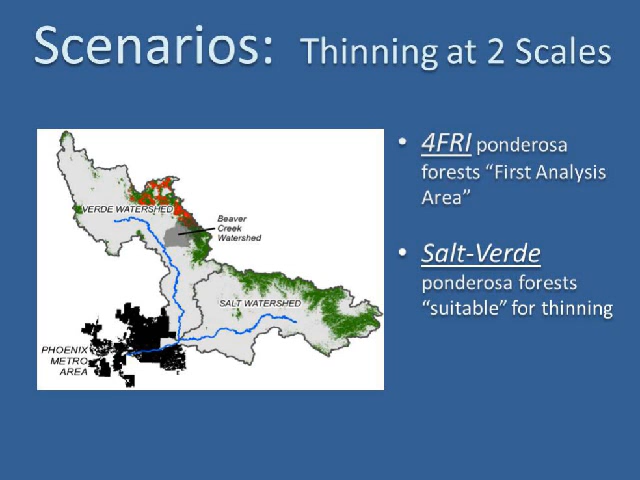 Scenarios: Thinning at 2 Scales
• 4FRI ponderosa
forests “First Analysis
Area”
• Salt-Verde
ponderosa forests
“suitable” for thinning
VERDE WATERSHED
Beaver
Creek
Watershed
SALT WATERSHED
PHOENIX
METRO
AREA